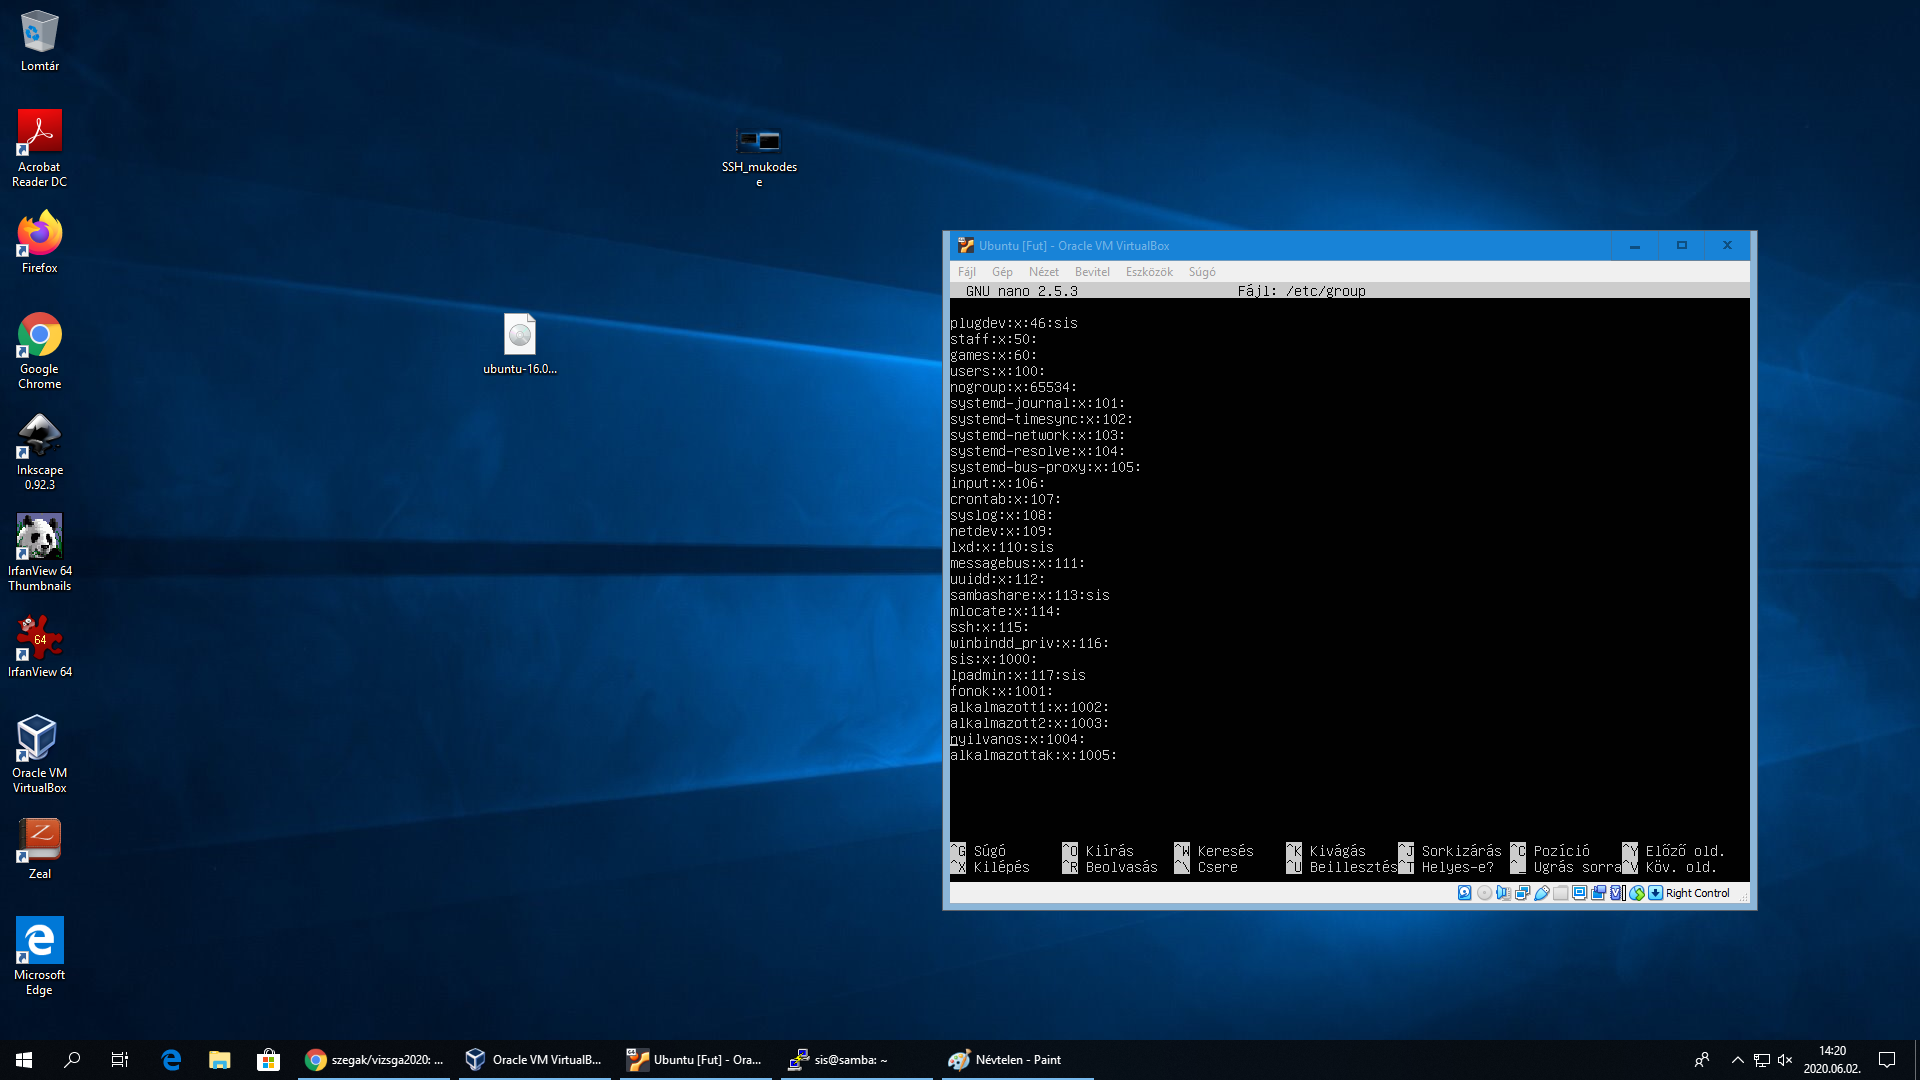 Lomtár
Acrobat
Reader DC
Firefox
Google
Chrome
Inkscape
0.92.3
IrfanView 64
Thumbnails
64
IrfanView 64
Oracle VM
VirtualBox
Zeal
Microsoft
Edge
SSH_mukodes
e
ubuntu-16.0...
Ubuntu [Fut] - Oracle VM VirtualBox
Fájl Gép Nézet Bevitel Eszközök Súgó
GNU nano 2.5.3 Fájl: /etc/group
plugdev:x:46:sis
staff:x:50:
games:x:60:
users:x:100:
nogroup:x:65534:
systemd-journal:x:101:
systemd-timesync:x:102:
systemd-network:x:103:
systemd-resolve:x:104:
systemd-bus-proxy:x:105:
input:x:106:
crontab:x:107:
syslog:x:108:
netdev:x:109:
lxd:x:110:sis
messagebus:x:111:
uuidd:x:112:
sambashare:x:113:sis
mlocate:x:114:
ssh:x:115:
winbindd_priv:x:116:
sis:x:1000:
lpadmin:x:117:sis
fonok:x:1001:
alkalmazott1:x:1002:
alkalmazott2:x:1003:
nyilvanos:x:1004:
alkalmazottak:x:1005:
^G Súgó ^O Kiírás ^W Keresés ^K Kivágás ^J Sorkizárás ^C Pozíció ^Y Előző old.
^X Kilépés ^R Beolvasás ^\ Csere ^U Beillesztés ^T Helyes-e? ^_ Ugrás sorra ^V Köv. old.
Right Control
szegak/vizsga2020: ...
Oracle VM VirtualB...
Ubuntu [Fut] - Ora...
sis@samba: ~
Névtelen - Paint
14:20
2020.06.02.